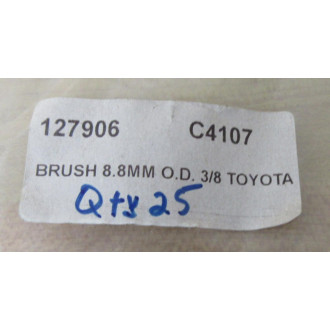 127906 C4107
BRUSH 8.8MM O.D. 3/8 TOYOTA
Qty 25